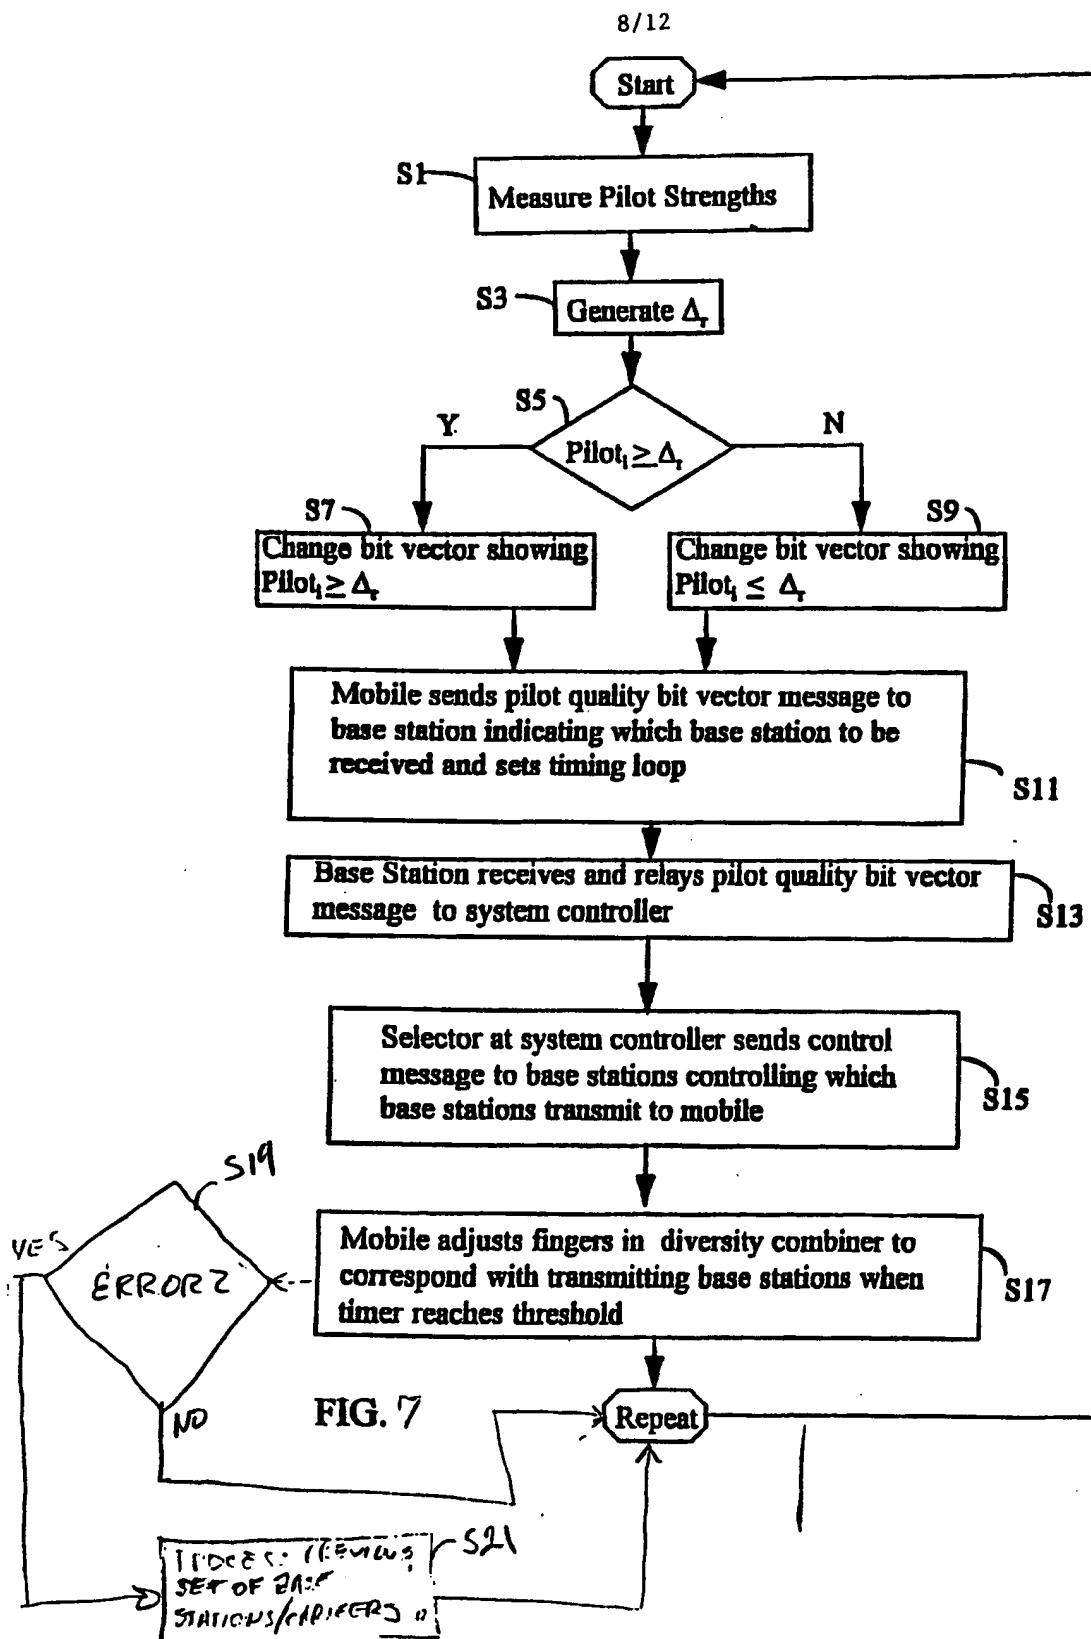 8/12
Start
S1
Measure Pilot Strengths
S3
Generate Δr
S5
Y
N
Piloti ≥ Δr
S7
S9
Change bit vector showing
Piloti ≥ Δr
Change bit vector showing
Piloti ≤ Δr
Mobile sends pilot quality bit vector message to
base station indicating which base station to be
received and sets timing loop
S11
Base Station receives and relays pilot quality bit vector
message to system controller
S13
Selector at system controller sends control
message to base stations controlling which
base stations transmit to mobile
S15
S19
YES
ERROR?
Mobile adjusts fingers in diversity combiner to
correspond with transmitting base stations when
timer reaches threshold
S17
NO
FIG. 7
Repeat
S21
PREVIOUS
SET OF BASE
STATIONS/CARRIERS